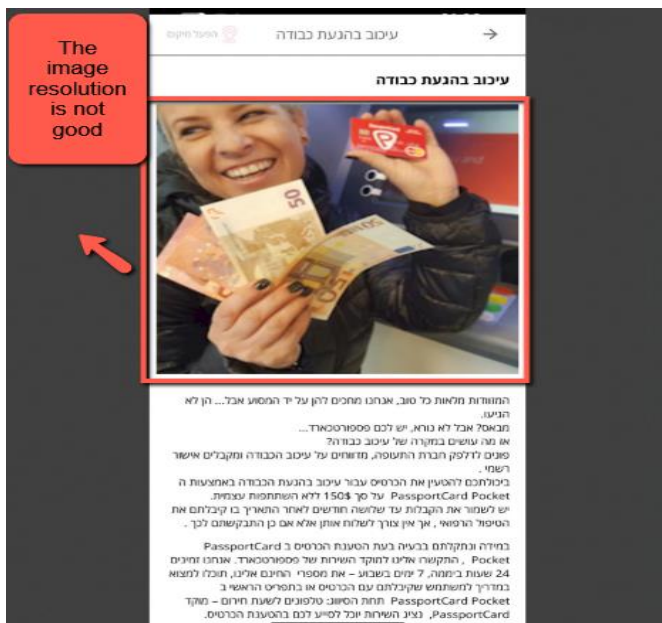 The
image
resolution
is not
good
עיכוב בהגעת כבודה
הפעל מיקום
עיכוב בהגעת כבודה
50
50
המזוודות מלאות כל טוב, אנחנו מחכים להן על יד המסוע אבל.... הן לא
הגיעו.
מבאס? אבל לא נורא, יש לכם פספורטכארד...
אז מה עושים במקרה של עיכוב כבודה?
פונים לדלפק חברת התעופה, מדווחים על עיכוב הכבודה ומקבלים אישור
רשמי .
ביכולתכם להטעין את הכרטיס עבור עיכוב בהגעת הכבודה באמצעות ה
PassportCard Pocket על סך 150$ ללא השתתפות עצמית.
יש לשמור את הקבלות עד שלושה חודשים לאחר התאריך בו קיבלתם את
הטיפול הרפואי , אך אין צורך לשלוח אותן אלא אם כן התבקשתם לכך .
במידה ונתקלתם בבעיה בעת הטענת הכרטיס ב PassportCard
Pocket , התקשרו אלינו למוקד השירות של פספורטכארד. אנחנו זמינים
24 שעות ביממה, 7 ימים בשבוע – את מספרי החינם אלינו, תוכלו למצוא
במדריך למשתמש שקיבלתם עם הכרטיס או בתפריט הראשי ב
PassportCard Pocket תחת הסיווג: טלפונים לשעת חירום – מוקד
PassportCard, נציג השירות יוכל לסייע לכם בהטענת הכרטיס.